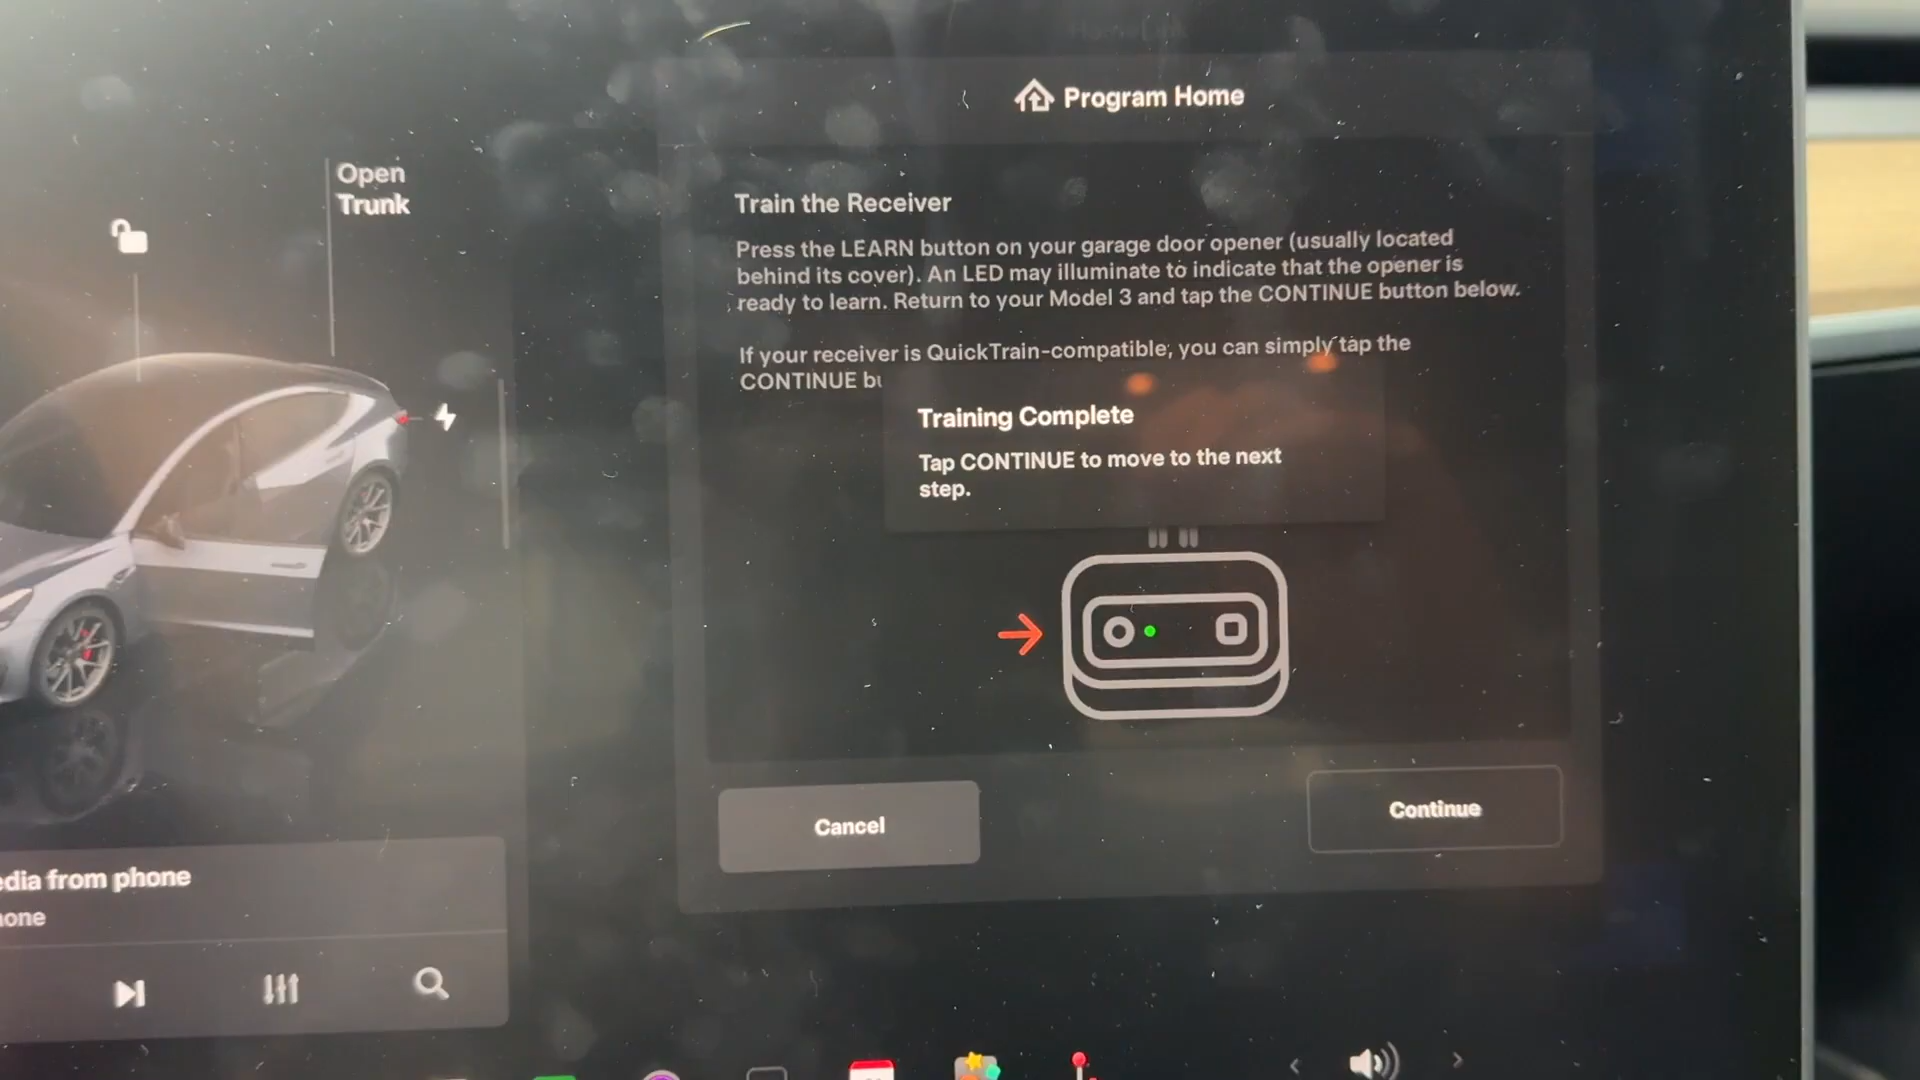 Program Home
Open
Trunk
Train the Receiver
Press the LEARN button on your garage door opener (usually located
behind its cover). An LED may illuminate to indicate that the opener is
ready to learn. Return to your Model 3 and tap the CONTINUE button below.
If your receiver is QuickTrain-compatible, you can simply tap the
CONTINUE bu
Training Complete
Tap CONTINUE to move to the next
step.
Cancel
Continue
edia from phone
hone